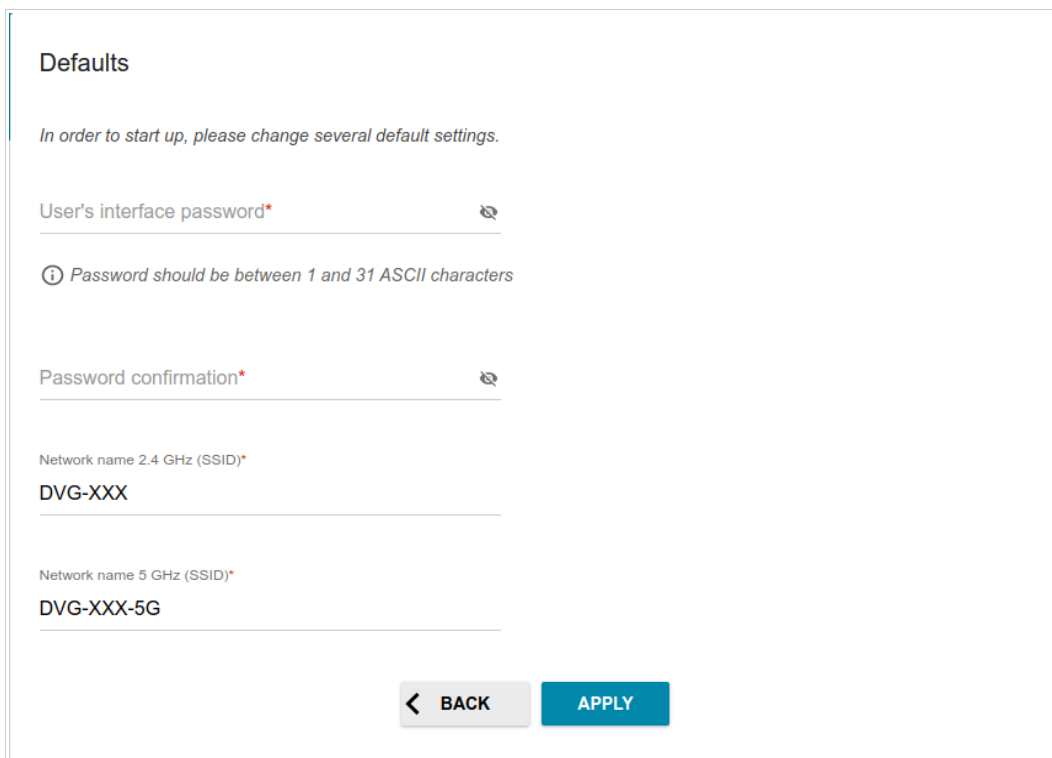 Defaults
In order to start up, please change several default settings.
User's interface password*
Password should be between 1 and 31 ASCII characters
Password confirmation*
Network name 2.4 GHz (SSID)*
DVG-XXX
Network name 5 GHz (SSID)*
DVG-XXX-5G
BACK
APPLY